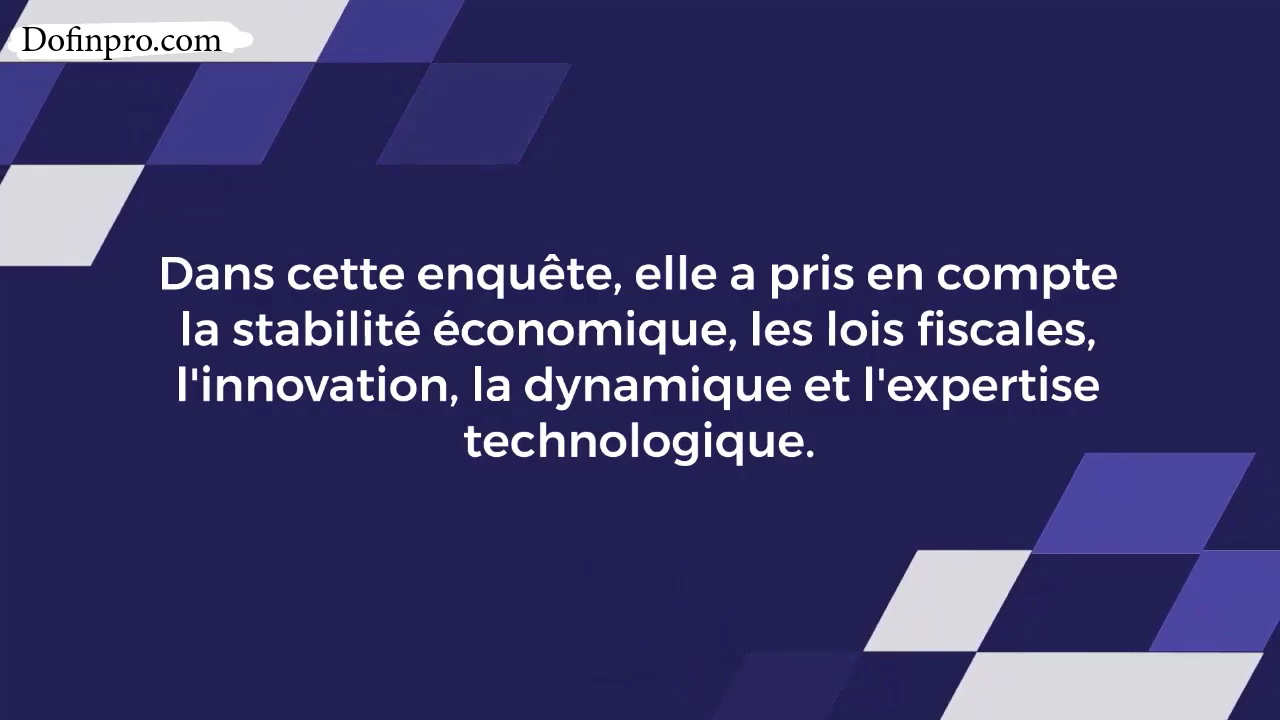 Dofinpro.com
Dans cette enquête, elle a pris en compte
la stabilité économique, les lois fiscales,
l'innovation, la dynamique et l'expertise
technologique.